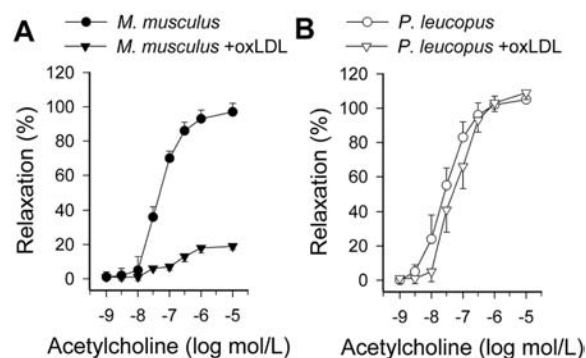 A
M. musculus
M. musculus +oxLDL
Relaxation (%)
120
100
80
60
40
20
0
-9 -8 -7 -6 -5
Acetylcholine (log mol/L)
B
P. leucopus
P. leucopus +oxLDL
Relaxation (%)
120
100
80
60
40
20
0
-9 -8 -7 -6 -5
Acetylcholine (log mol/L)